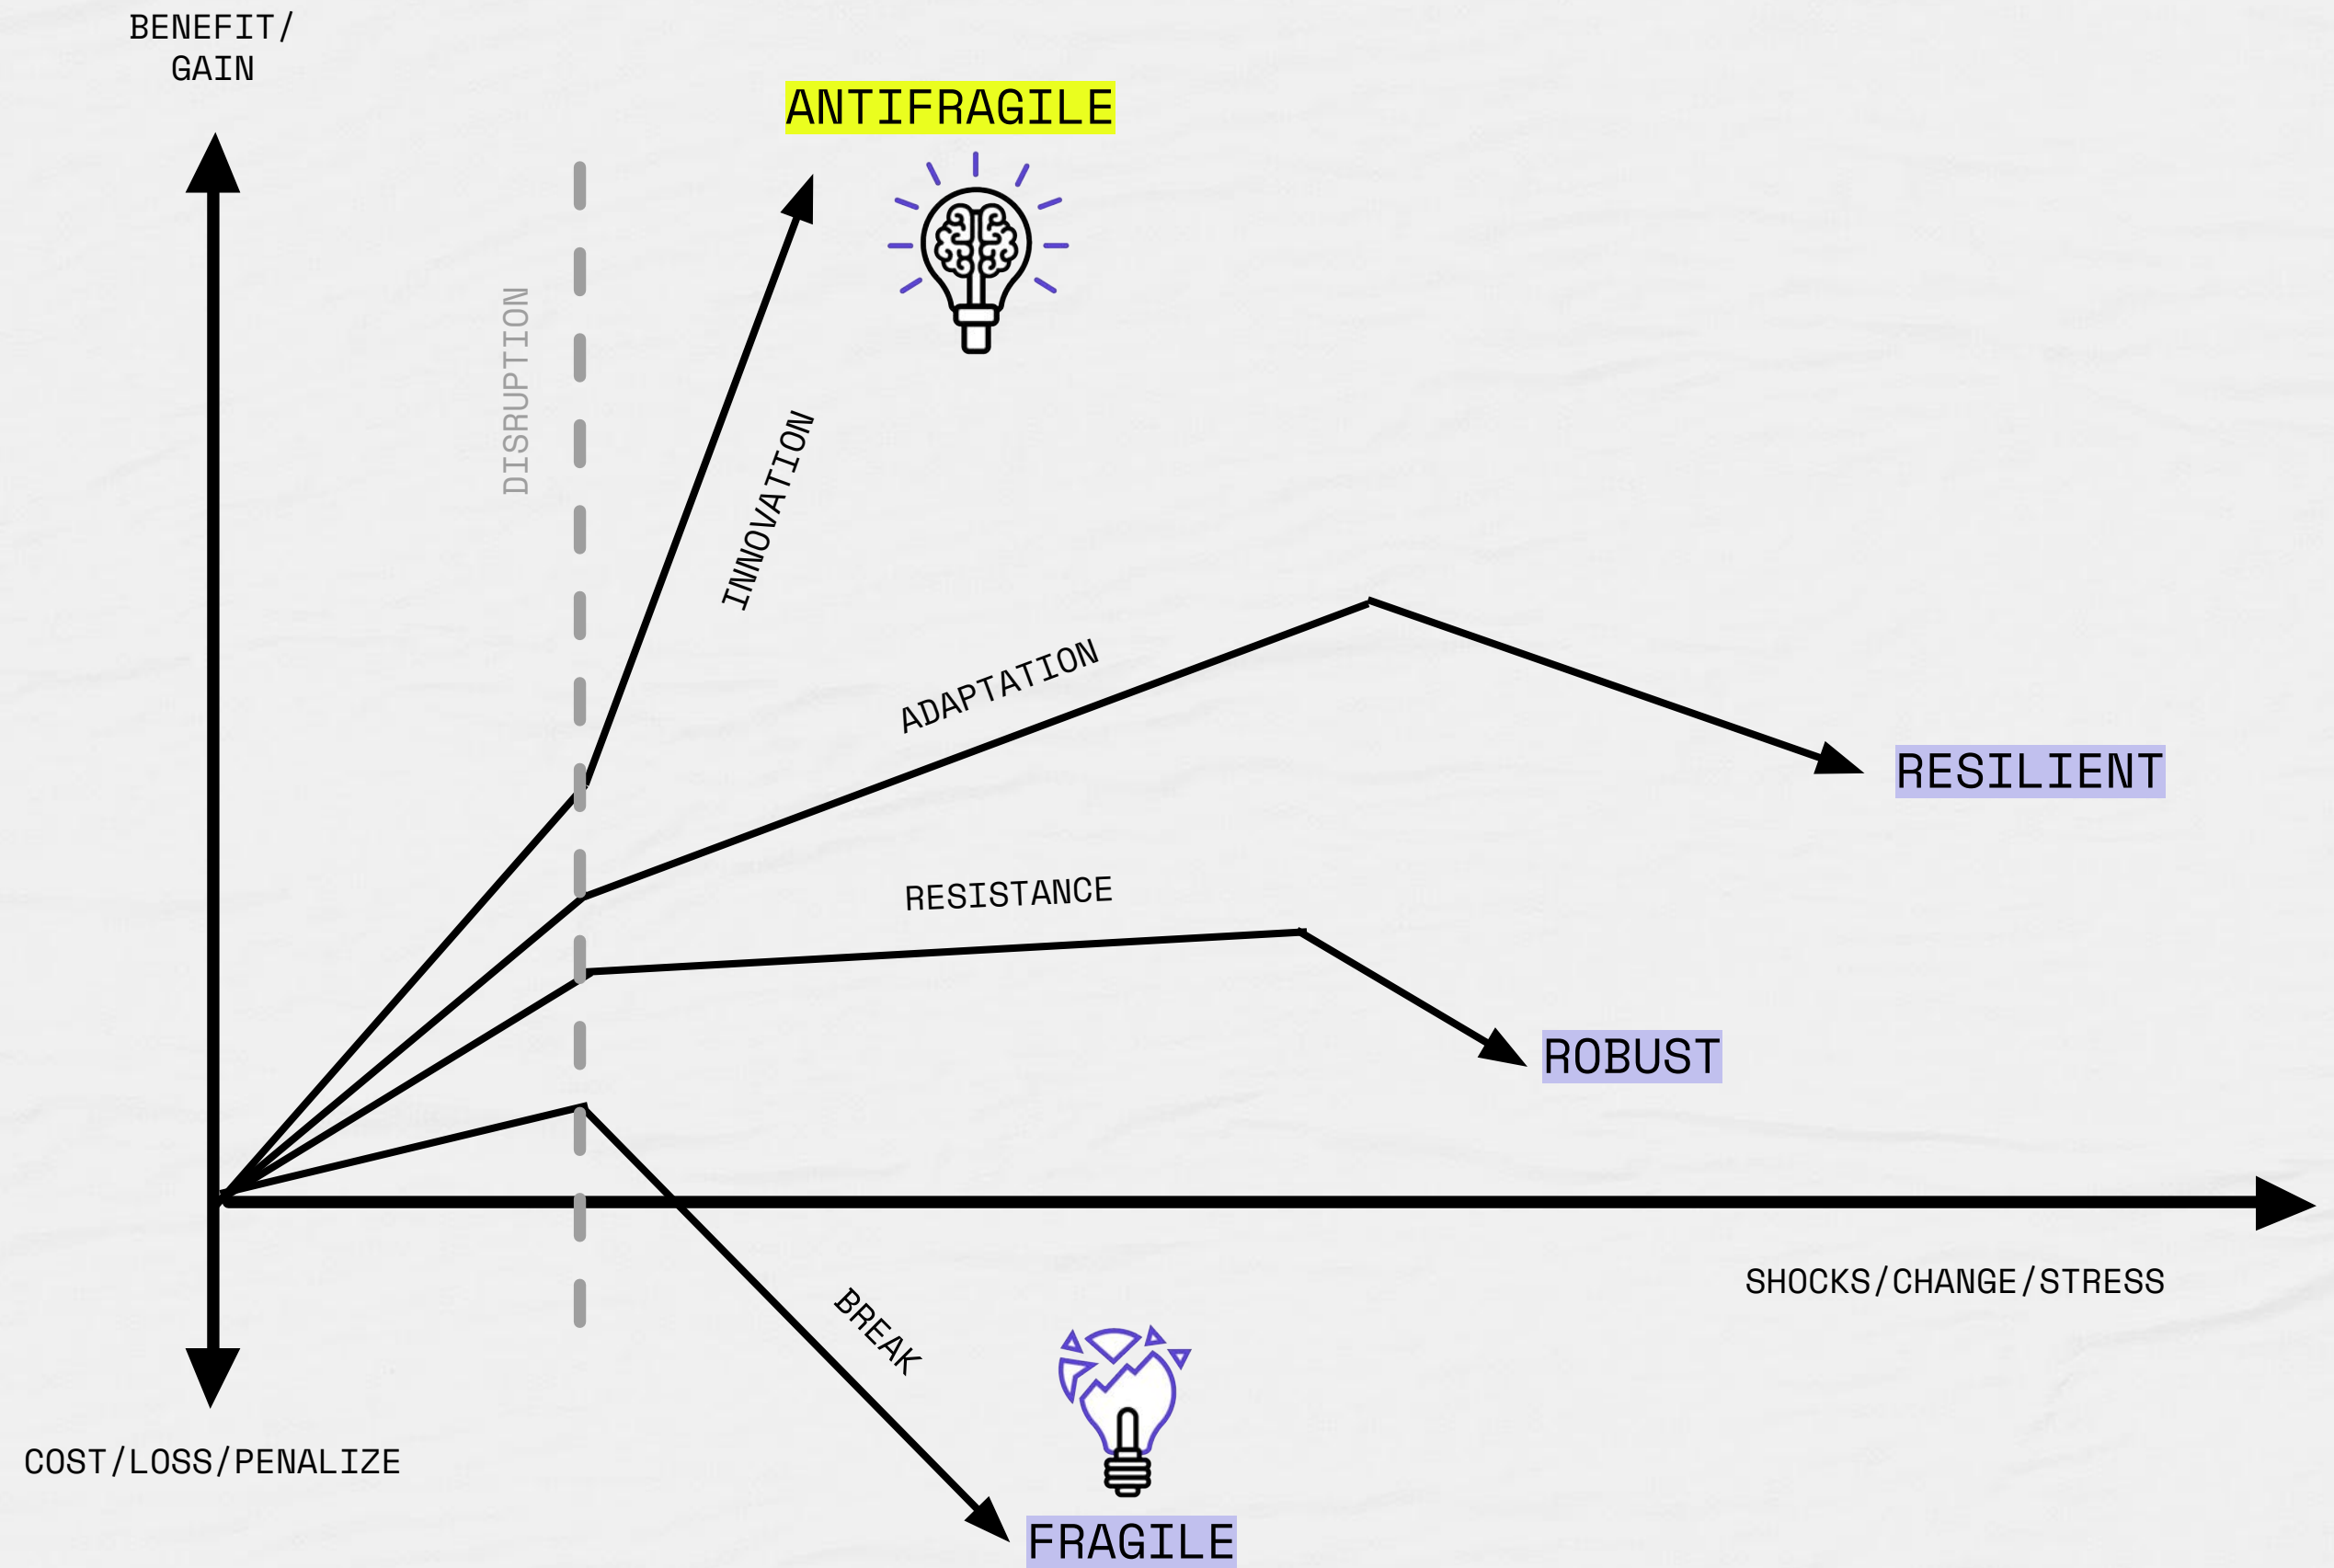 BENEFIT/
GAIN
ANTIFRAGILE
DISRUPTION
INNOVATION
ADAPTATION
RESILIENT
RESISTANCE
ROBUST
SHOCKS/CHANGE/STRESS
BREAK
COST/LOSS/PENALIZE
FRAGILE